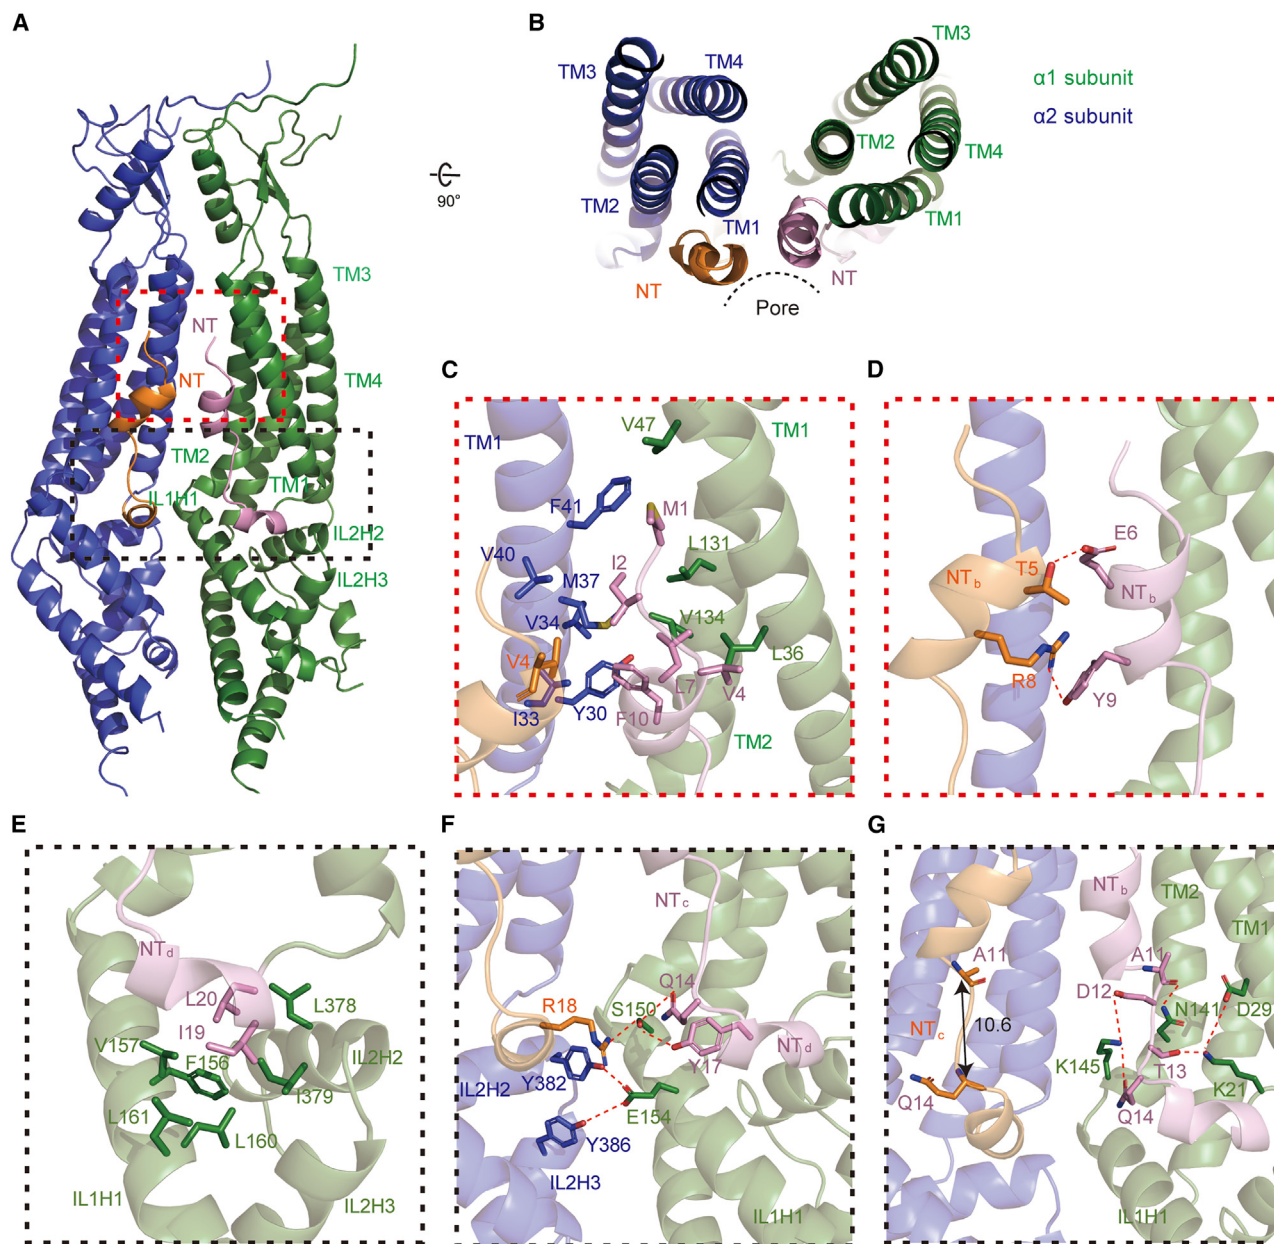 A
TM3
NT
NT
TM4
TM2
IL1H1
TM1
IL2H2
IL2H3
90°
B
TM3
TM4
TM2
TM1
NT
TM3
TM2
TM4
TM1
NT
Pore
α1 subunit
α2 subunit
C
V47
TM1
TM1
F41
M1
V40
I2
L131
M37
V34
V134
V4
L36
L7
V4
I33
Y30
F10
TM2
D
E6
T5
NTb
NTb
R8
Y9
E
NTd
L20
L378
I19
V157
F156
IL2H2
I379
L161
L160
IL1H1
IL2H3
F
NTc
Q14
R18
S150
NTd
Y17
IL2H2
Y382
E154
Y386
IL2H3
IL1H1
G
NTb
TM2
TM1
A11
A11
D12
N141
D29
10.6
NTc
K145
T13
K21
Q14
Q14
IL1H1